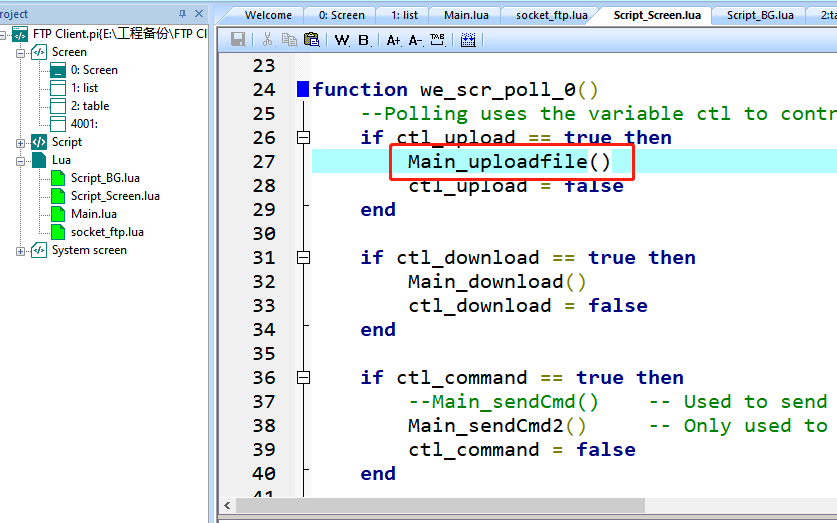 roject
FTP Client.pi{E:\工程备份\FTP Cl
Screen
0: Screen
1: list
2: table
4001:
Script
Lua
Script_BG.lua
Script_Screen.lua
Main.lua
socket_ftp.lua
System screen
Welcome 0: Screen 1: list Main.lua socket_ftp.lua Script_Screen.lua Script_BG.lua 2:ta
W B A+ A- TAB
23
24 function we_scr_poll_0()
25 --Polling uses the variable ctl to contr
26 if ctl_upload == true then
27 Main_uploadfile()
28 ctl_upload = false
29 end
30
31 if ctl_download == true then
32 Main_download()
33 ctl_download = false
34 end
35
36 if ctl_command == true then
37 --Main_sendCmd() -- Used to send
38 Main_sendCmd2() -- Only used to
39 ctl_command = false
40 end
41